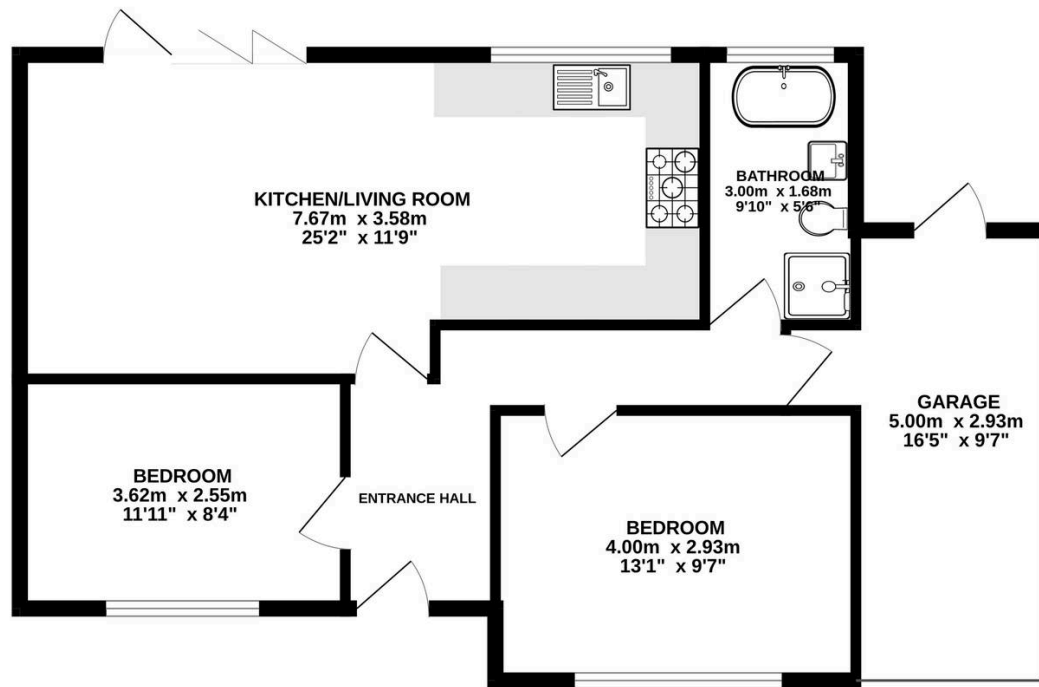 KITCHEN/LIVING ROOM
7.67m x 3.58m
25'2" x 11'9"
BATHROOM
3.00m x 1.68m
9'10" x 5'6"
GARAGE
5.00m x 2.93m
16'5" x 9'7"
BEDROOM
3.62m x 2.55m
11'11" x 8'4"
ENTRANCE HALL
BEDROOM
4.00m x 2.93m
13'1" x 9'7"